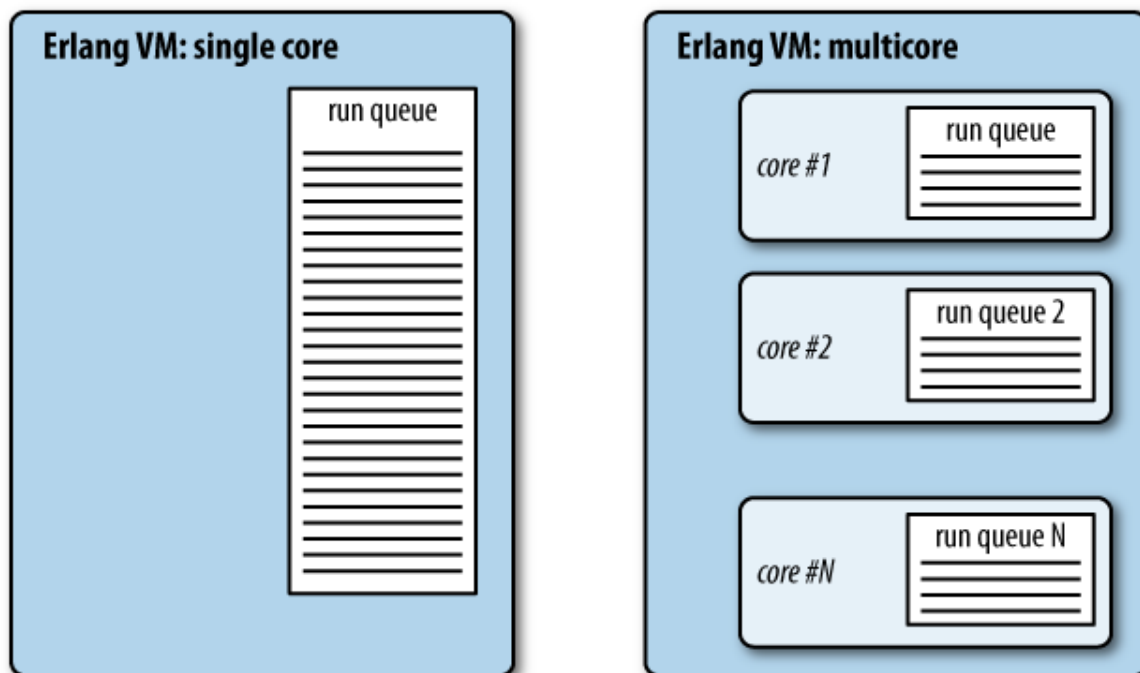 Erlang VM: single core
run queue
Erlang VM: multicore
core #1
run queue
core #2
run queue 2
core #N
run queue N